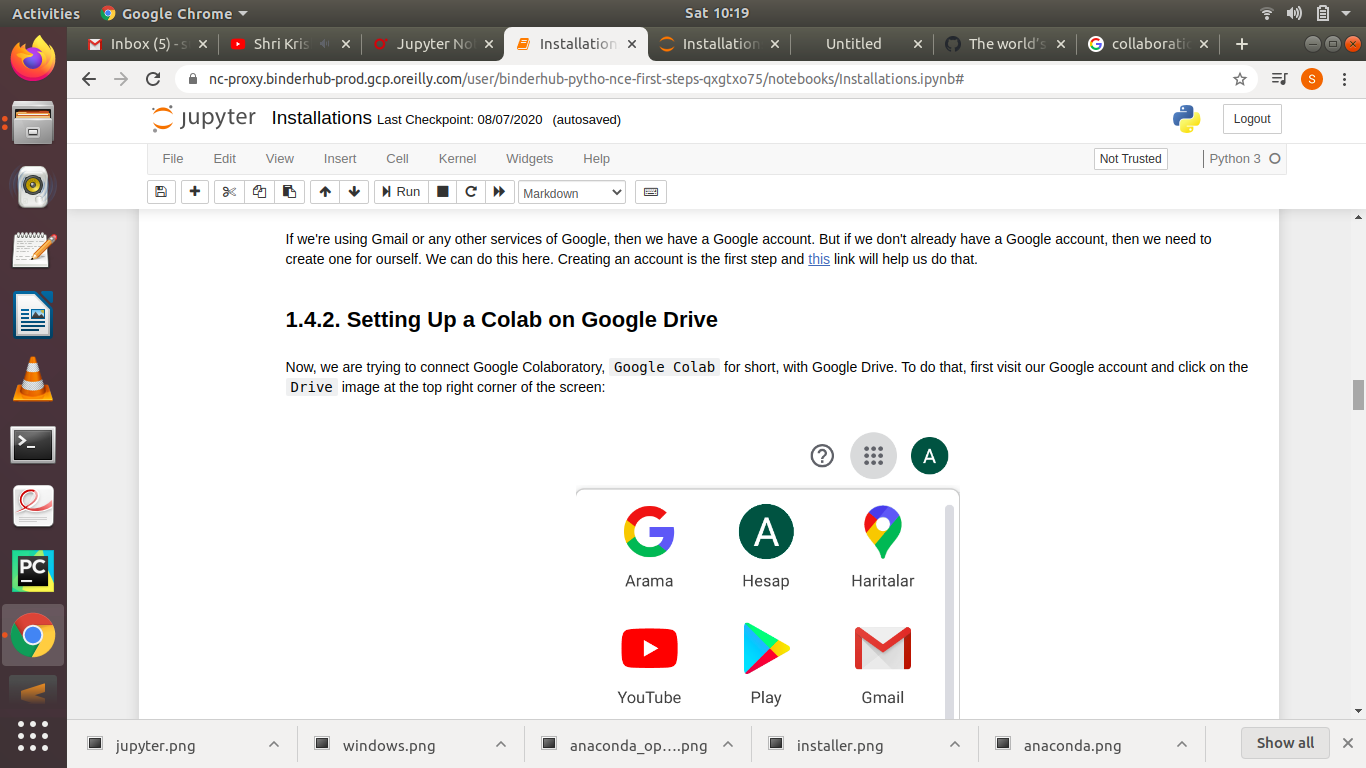 Activities
Google Chrome
Sat 10:19
Inbox (5) - s
Shri Kris
Jupyter No
Installation
Installation
Untitled
The world's
collaborati
nc-proxy.binderhub-prod.gcp.oreilly.com/user/binderhub-pytho-nce-first-steps-qxgtxo75/notebooks/Installations.ipynb#
S
jupyter
Installations Last Checkpoint: 08/07/2020 (autosaved)
Logout
File Edit View Insert Cell Kernel Widgets Help
Not Trusted
Python 3
Run
Markdown
If we're using Gmail or any other services of Google, then we have a Google account. But if we don't already have a Google account, then we need to
create one for ourself. We can do this here. Creating an account is the first step and this link will help us do that.
1.4.2. Setting Up a Colab on Google Drive
Now, we are trying to connect Google Colaboratory, Google Colab for short, with Google Drive. To do that, first visit our Google account and click on the
Drive image at the top right corner of the screen:
A
A
Arama Hesap Haritalar
YouTube Play Gmail
PC
jupyter.png
windows.png
anaconda_op....png
installer.png
anaconda.png
Show all